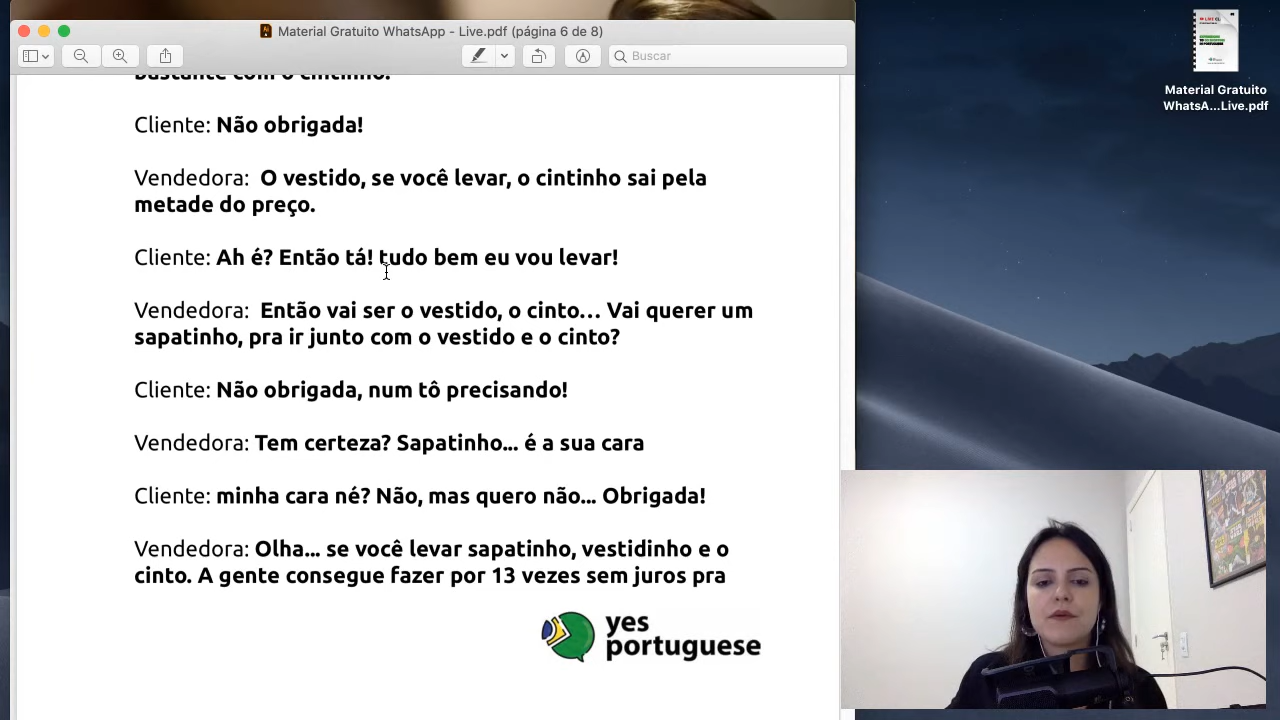 Material Gratuito WhatsApp - Live.pdf (página 6 de 8)
Buscar
bastante com o cintinho.
Cliente: Não obrigada!
Vendedora: O vestido, se você levar, o cintinho sai pela
metade do preço.
Cliente: Ah é? Então tá! tudo bem eu vou levar!
Vendedora: Então vai ser o vestido, o cinto... Vai querer um
sapatinho, pra ir junto com o vestido e o cinto?
Cliente: Não obrigada, num tô precisando!
Vendedora: Tem certeza? Sapatinho... é a sua cara
Cliente: minha cara né? Não, mas quero não... Obrigada!
Vendedora: Olha... se você levar sapatinho, vestidinho e o
cinto. A gente consegue fazer por 13 vezes sem juros pra
yes
portuguese
Material Gratuito
WhatsA...Live.pdf